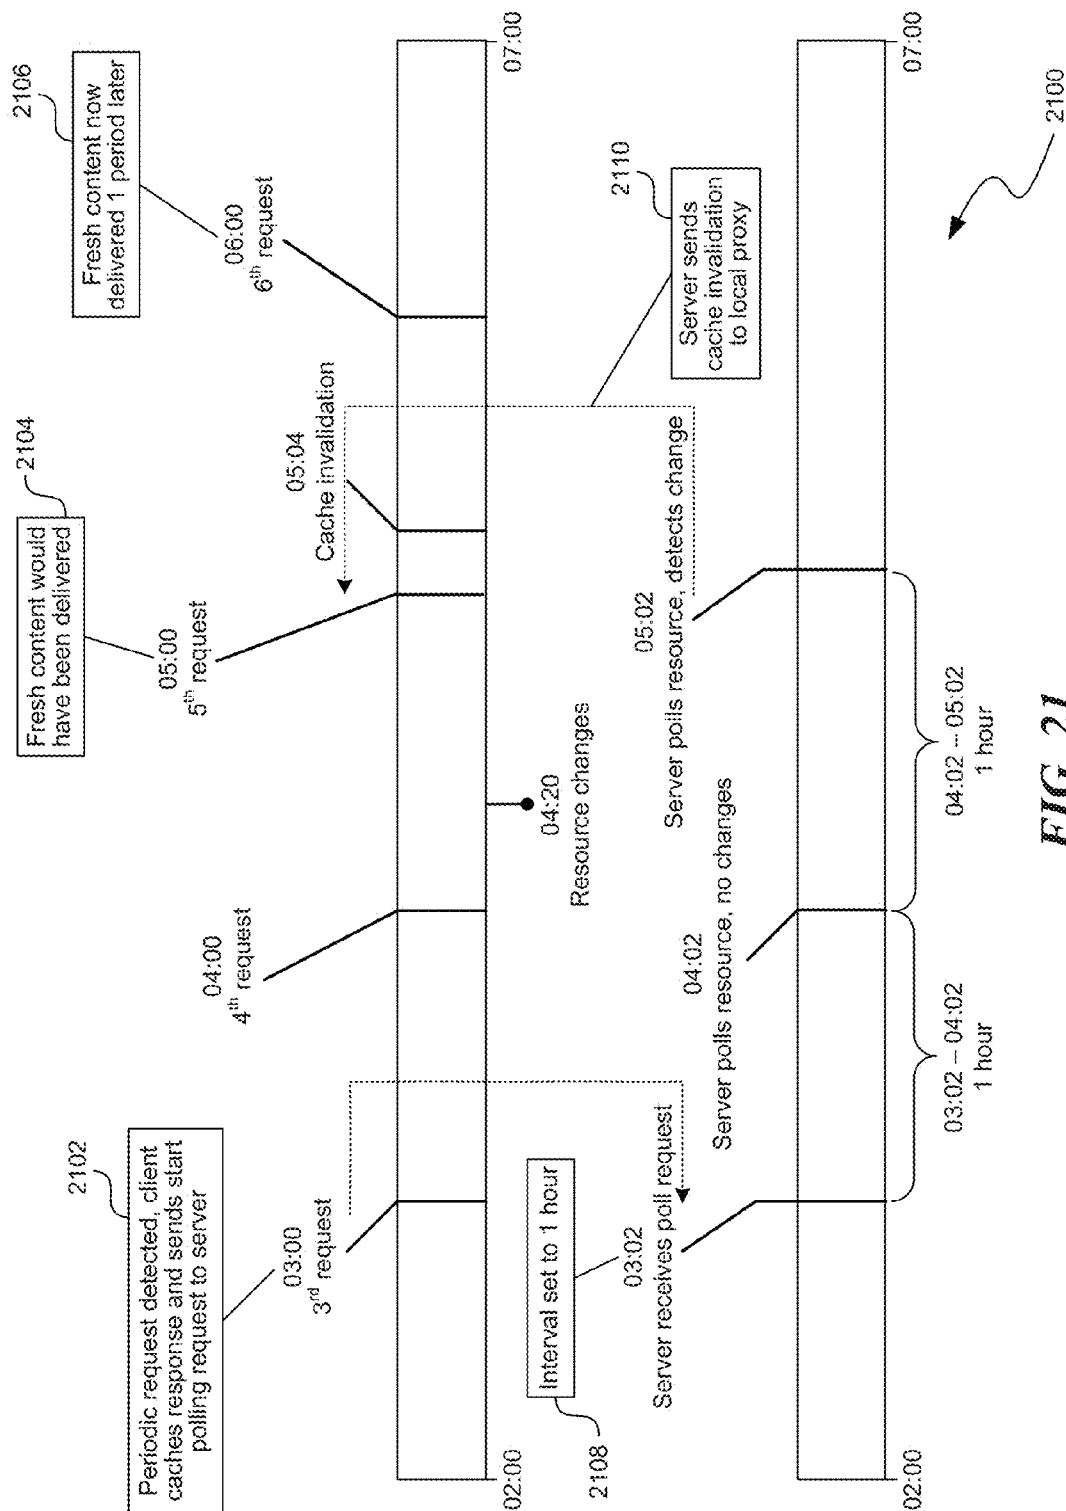 2102
Periodic request detected, client
caches response and sends start
polling request to server
03:00
3rd request
04:00
4th request
2104
Fresh content would
have been delivered
05:00
5th request
05:04
Cache invalidation
2106
Fresh content now
delivered 1 period later
06:00
6th request
02:00
07:00
04:20
Resource changes
2108
Interval set to 1 hour
03:02
Server receives poll request
04:02
Server polls resource, no changes
05:02
Server polls resource, detects change
2110
Server sends
cache invalidation
to local proxy
02:00
07:00
03:02 – 04:02
1 hour
04:02 – 05:02
1 hour
2100
FIG. 21